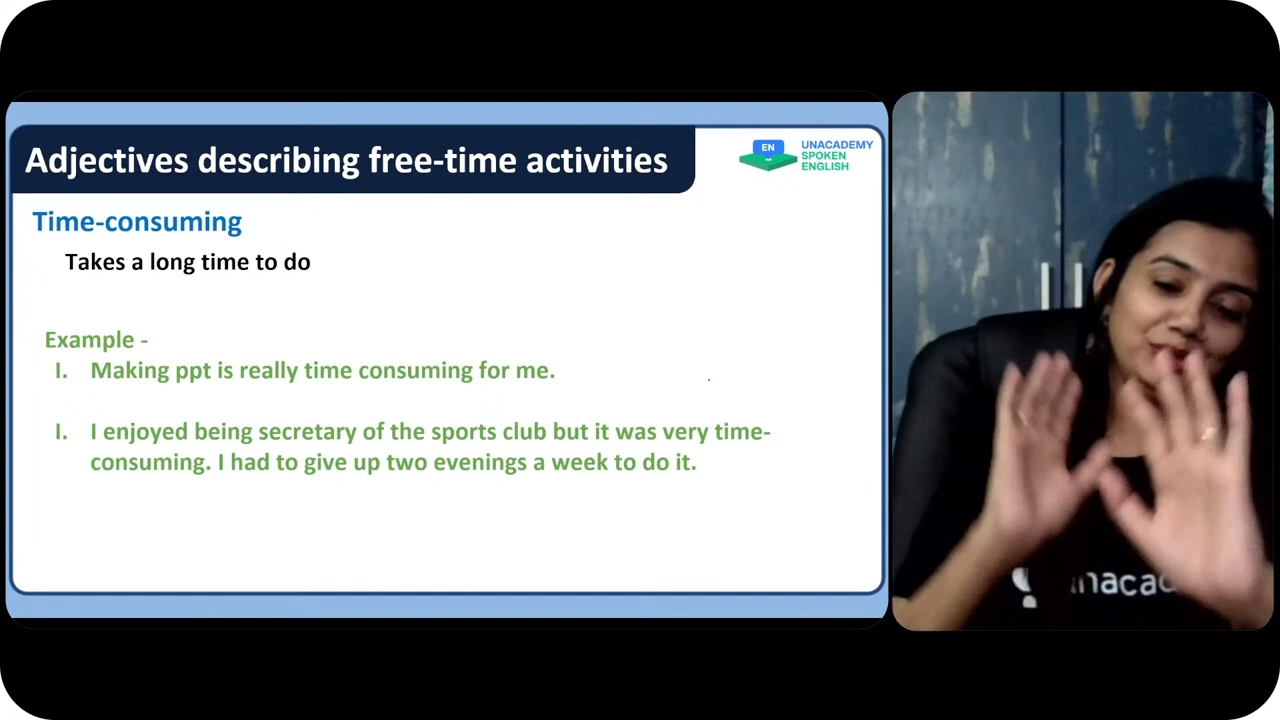 Adjectives describing free-time activities
EN
UNACADEMY
SPOKEN
ENGLISH
Time-consuming
Takes a long time to do
Example -
I. Making ppt is really time consuming for me.
I. I enjoyed being secretary of the sports club but it was very time-
consuming. I had to give up two evenings a week to do it.